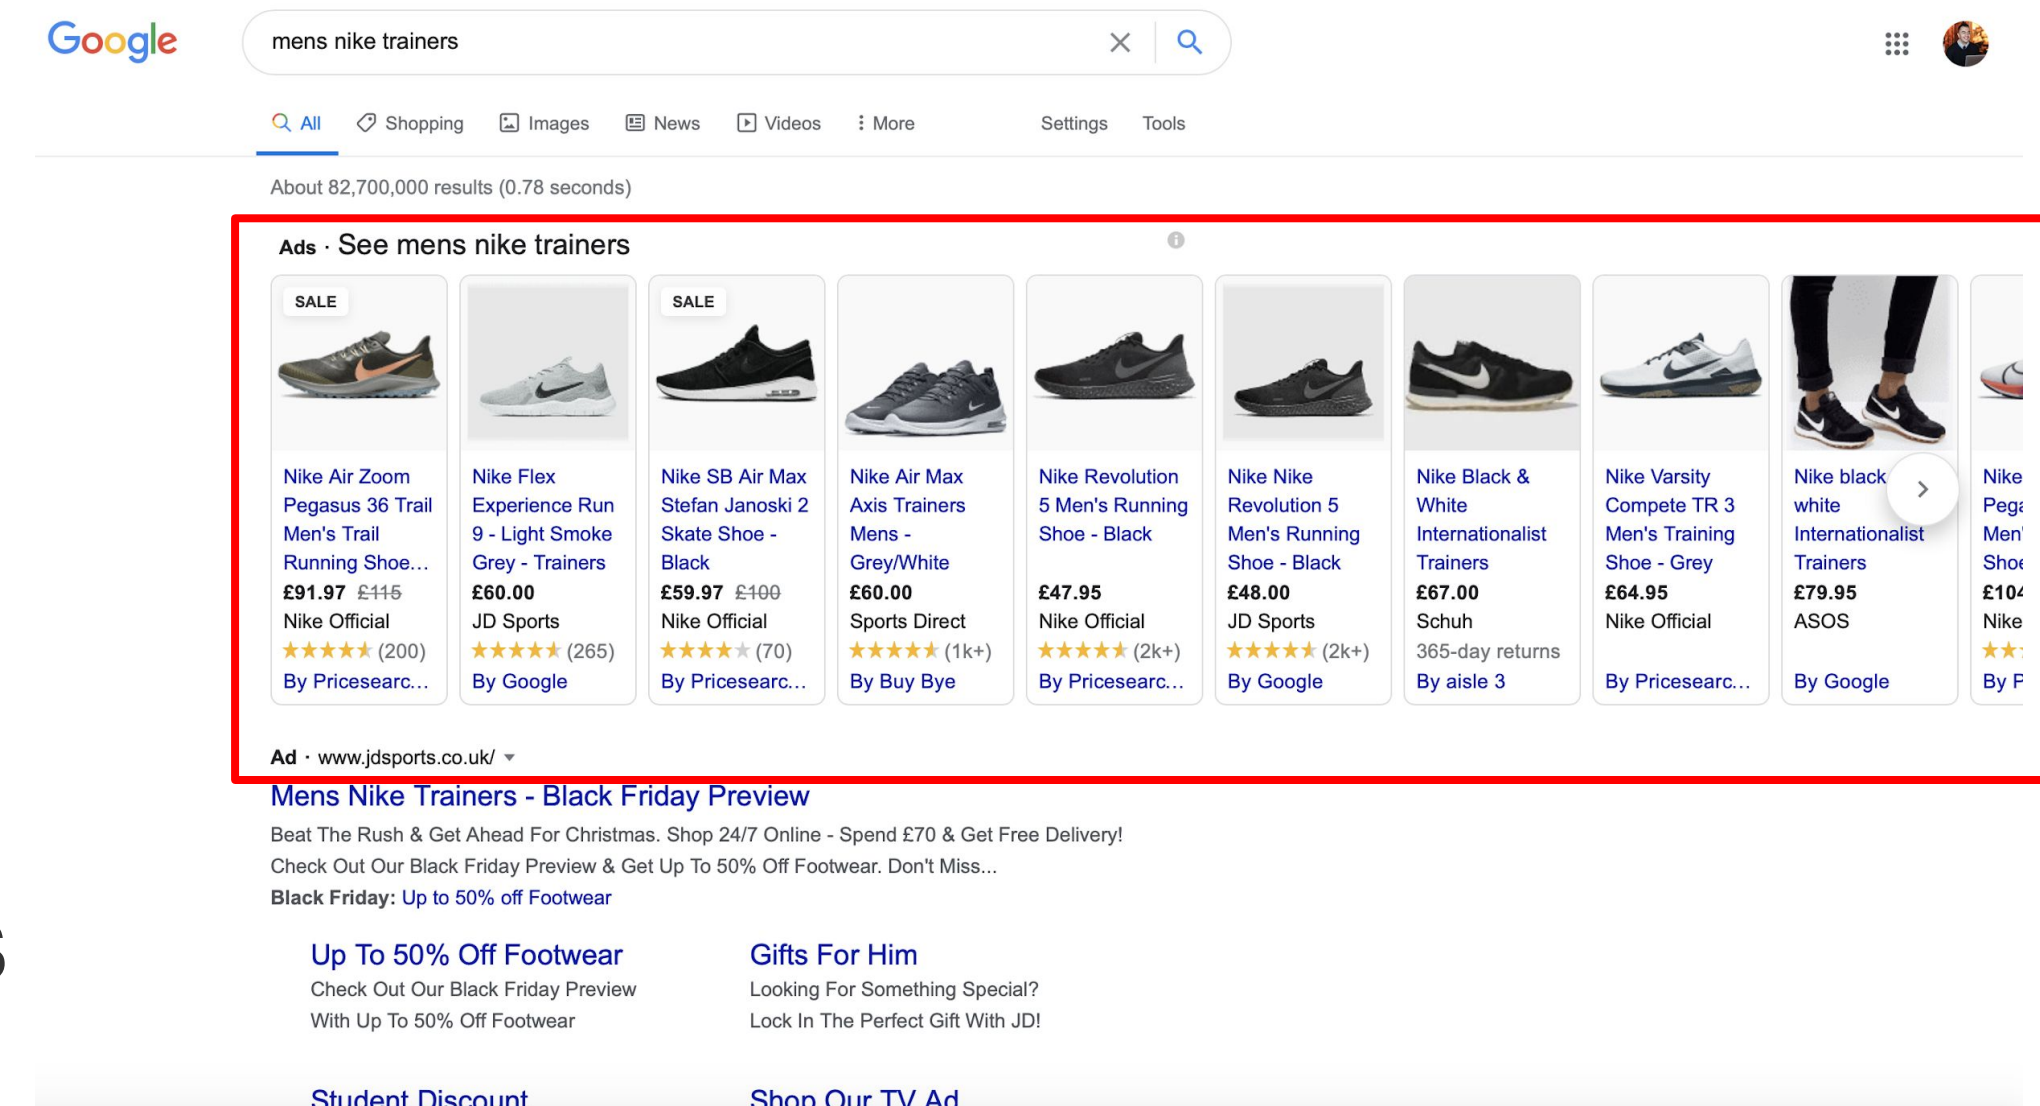 Google
mens nike trainers
All Shopping Images News Videos More Settings Tools
About 82,700,000 results (0.78 seconds)
Ads · See mens nike trainers
SALE
Nike Air Zoom
Pegasus 36 Trail
Men's Trail
Running Shoe...
£91.97 £115
Nike Official
(200)
By Pricesearc...
Nike Flex
Experience Run
9 - Light Smoke
Grey - Trainers
£60.00
JD Sports
(265)
By Google
SALE
Nike SB Air Max
Stefan Janoski 2
Skate Shoe -
Black
£59.97 £100
Nike Official
(70)
By Pricesearc...
Nike Air Max
Axis Trainers
Mens -
Grey/White
£60.00
Sports Direct
(1k+)
By Buy Bye
Nike Revolution
5 Men's Running
Shoe - Black
£47.95
Nike Official
(2k+)
By Pricesearc...
Nike Nike
Revolution 5
Men's Running
Shoe - Black
£48.00
JD Sports
(2k+)
By Google
Nike Black &
White
Internationalist
Trainers
£67.00
Schuh
365-day returns
By aisle 3
Nike Varsity
Compete TR 3
Men's Training
Shoe - Grey
£64.95
Nike Official
By Pricesearc...
Nike black
white
Internationalist
Trainers
£79.95
ASOS
By Google
Nike
Pega
Men'
Shoe
£104
Nike
By P
Ad · www.jdsports.co.uk/
Mens Nike Trainers - Black Friday Preview
Beat The Rush & Get Ahead For Christmas. Shop 24/7 Online - Spend £70 & Get Free Delivery!
Check Out Our Black Friday Preview & Get Up To 50% Off Footwear. Don't Miss...
Black Friday: Up to 50% off Footwear
Up To 50% Off Footwear
Check Out Our Black Friday Preview
With Up To 50% Off Footwear
Gifts For Him
Looking For Something Special?
Lock In The Perfect Gift With JD!
Student Discount
Shop Our TV Ad